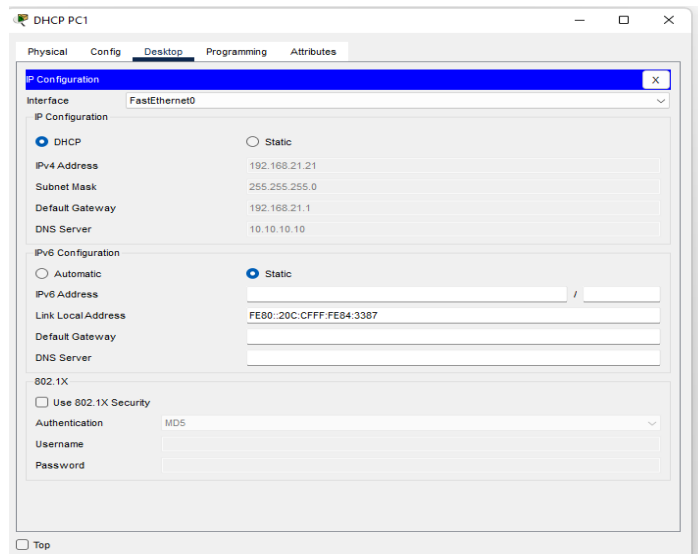 DHCP PC1
Physical Config Desktop Programming Attributes
IP Configuration X
Interface FastEthernet0
IP Configuration
DHCP Static
IPv4 Address 192.168.21.21
Subnet Mask 255.255.255.0
Default Gateway 192.168.21.1
DNS Server 10.10.10.10
IPv6 Configuration
Automatic Static
IPv6 Address /
Link Local Address FE80::20C:CFFF:FE84:3387
Default Gateway
DNS Server
802.1X
Use 802.1X Security
Authentication MD5
Username
Password
Top